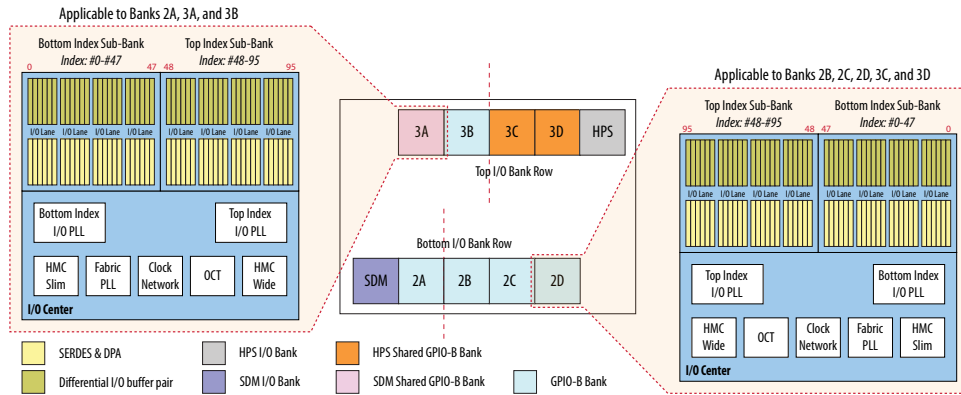 Applicable to Banks 2A, 3A, and 3B
Bottom Index Sub-Bank
Index: #0-#47
Top Index Sub-Bank
Index: #48-95
0
47
48
95
I/O Lane I/O Lane I/O Lane I/O Lane
I/O Lane I/O Lane I/O Lane I/O Lane
Bottom Index
I/O PLL
Top Index
I/O PLL
HMC
Slim
Fabric
PLL
Clock
Network
OCT
HMC
Wide
I/O Center
3A
3B
3C
3D
HPS
Top I/O Bank Row
Bottom I/O Bank Row
SDM
2A
2B
2C
2D
Applicable to Banks 2B, 2C, 2D, 3C, and 3D
Top Index Sub-Bank
Index: #48-#95
Bottom Index Sub-Bank
Index: #0-47
95
48
47
0
I/O Lane I/O Lane I/O Lane I/O Lane
I/O Lane I/O Lane I/O Lane I/O Lane
Top Index
I/O PLL
Bottom Index
I/O PLL
HMC
Wide
OCT
Clock
Network
Fabric
PLL
HMC
Slim
I/O Center
SERDES & DPA
HPS I/O Bank
HPS Shared GPIO-B Bank
Differential I/O buffer pair
SDM I/O Bank
SDM Shared GPIO-B Bank
GPIO-B Bank